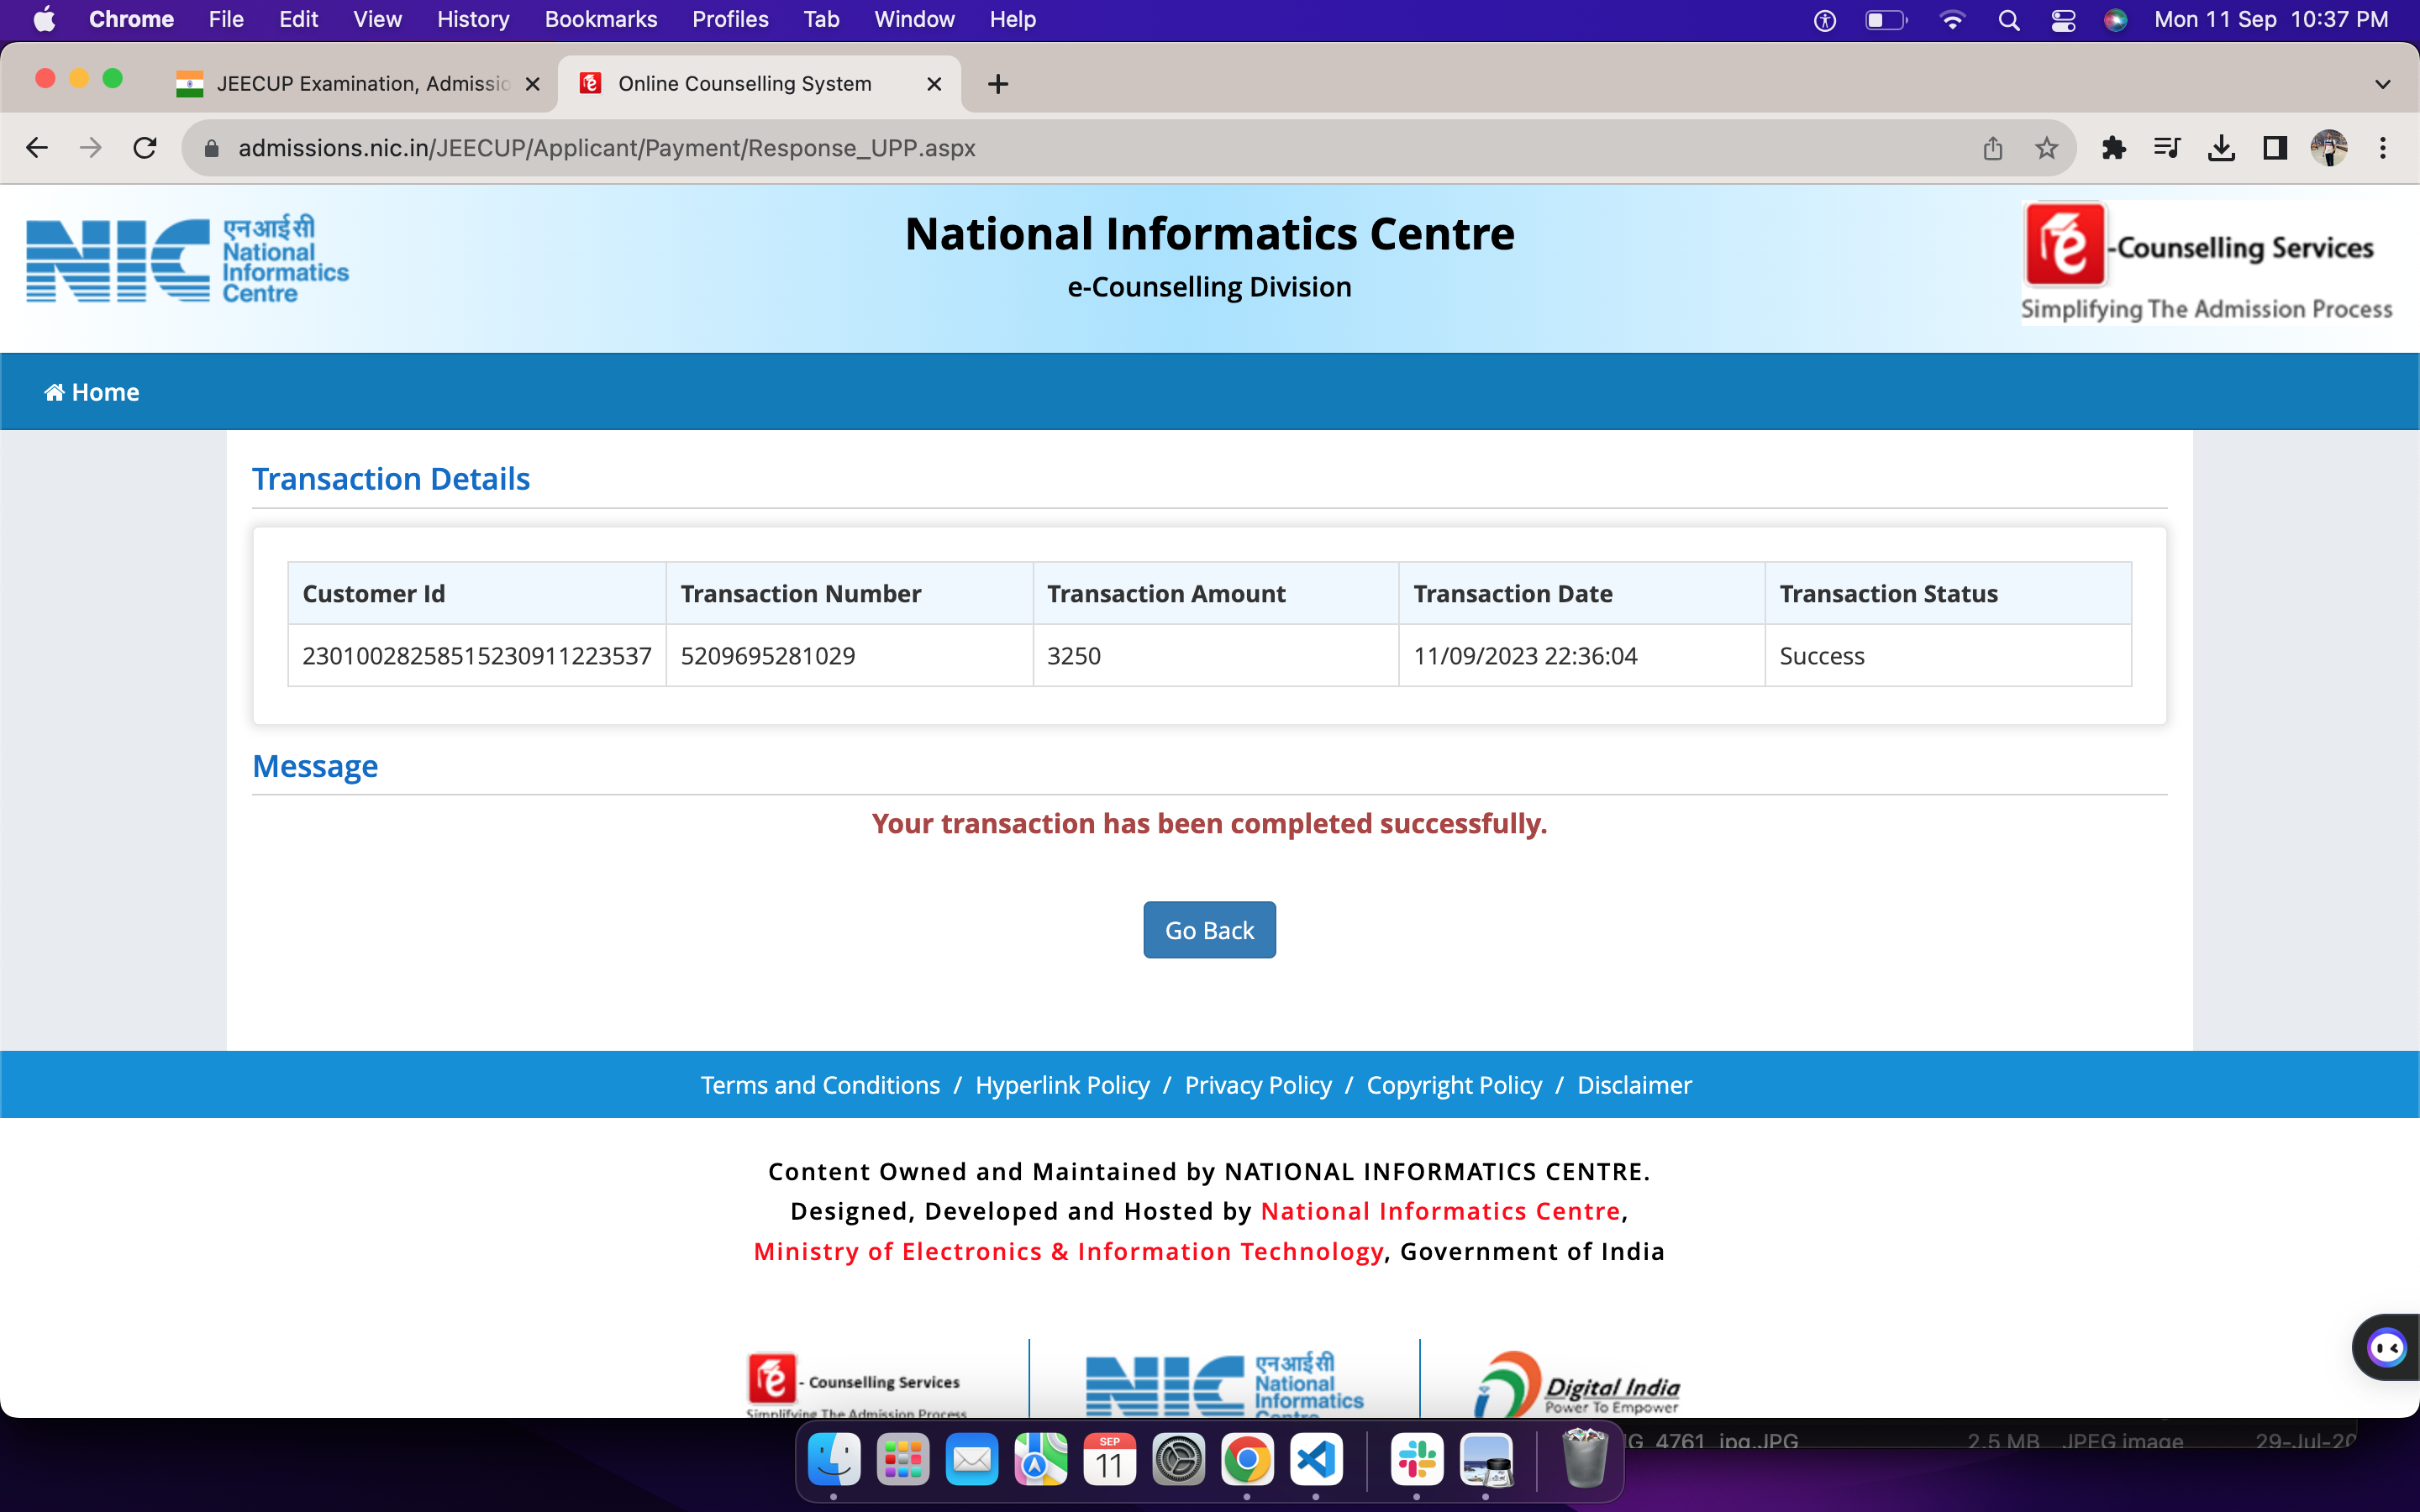 Chrome File Edit View History Bookmarks Profiles Tab Window Help Mon 11 Sep 10:37 PM
JEECUP Examination, Admissio Online Counselling System
admissions.nic.in/JEECUP/Applicant/Payment/Response_UPP.aspx
NIC
एनआईसी
National
Informatics
Centre
National Informatics Centre
e-Counselling Division
e-Counselling Services
Simplifying The Admission Process
Home
Transaction Details
Customer Id Transaction Number Transaction Amount Transaction Date Transaction Status
230100282585152309112235​37 5209695281029 3250 11/09/2023 22:36:04 Success
Message
Your transaction has been completed successfully.
Go Back
Terms and Conditions / Hyperlink Policy / Privacy Policy / Copyright Policy / Disclaimer
Content Owned and Maintained by NATIONAL INFORMATICS CENTRE.
Designed, Developed and Hosted by National Informatics Centre,
Ministry of Electronics & Information Technology, Government of India
e - Counselling Services
Simplifying The Admission Process
NIC
एनआईसी
National
Informatics
Centre
Digital India
Power To Empower
SEP
11
G_4761_jpg.JPG 2.5 MB JPEG image 29-Jul-20